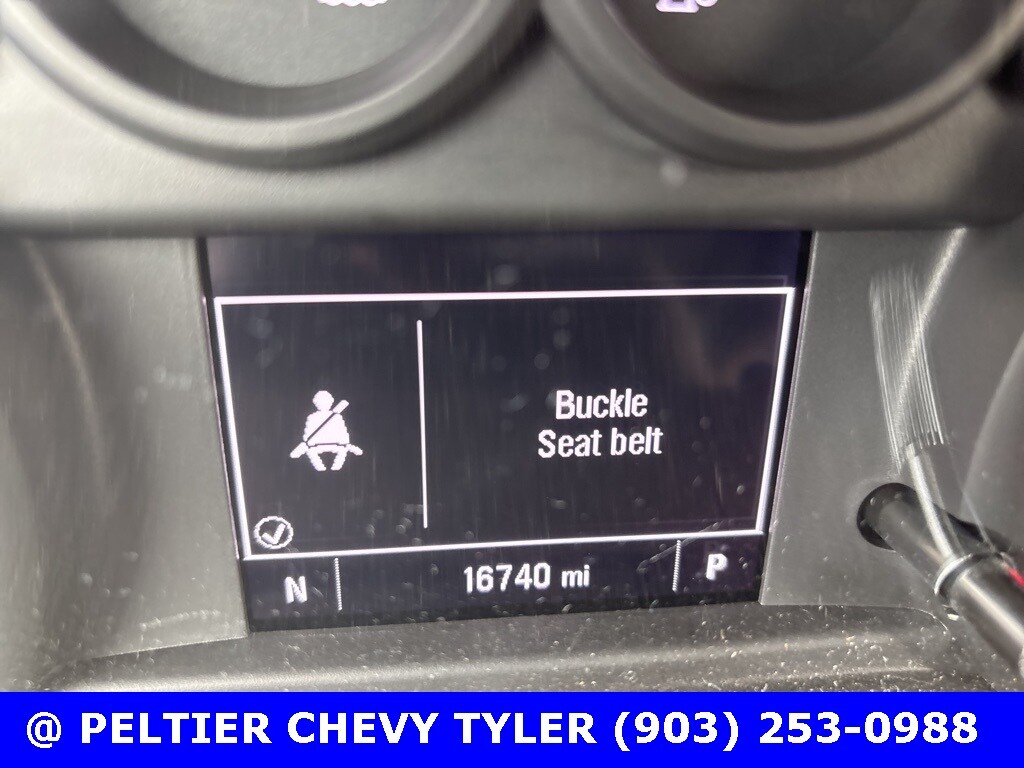 Buckle
Seat belt
N 16740 mi P
@ PELTIER CHEVY TYLER (903) 253-0988